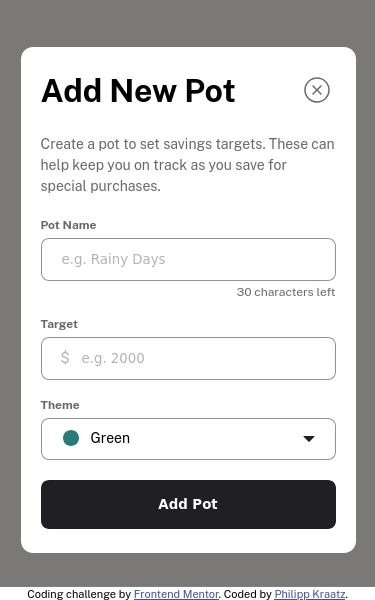 Add New Pot
Create a pot to set savings targets. These can
help keep you on track as you save for
special purchases.
Pot Name
e.g. Rainy Days
30 characters left
Target
$ e.g. 2000
Theme
Green
Add Pot
Coding challenge by Frontend Mentor. Coded by Philipp Kraatz.